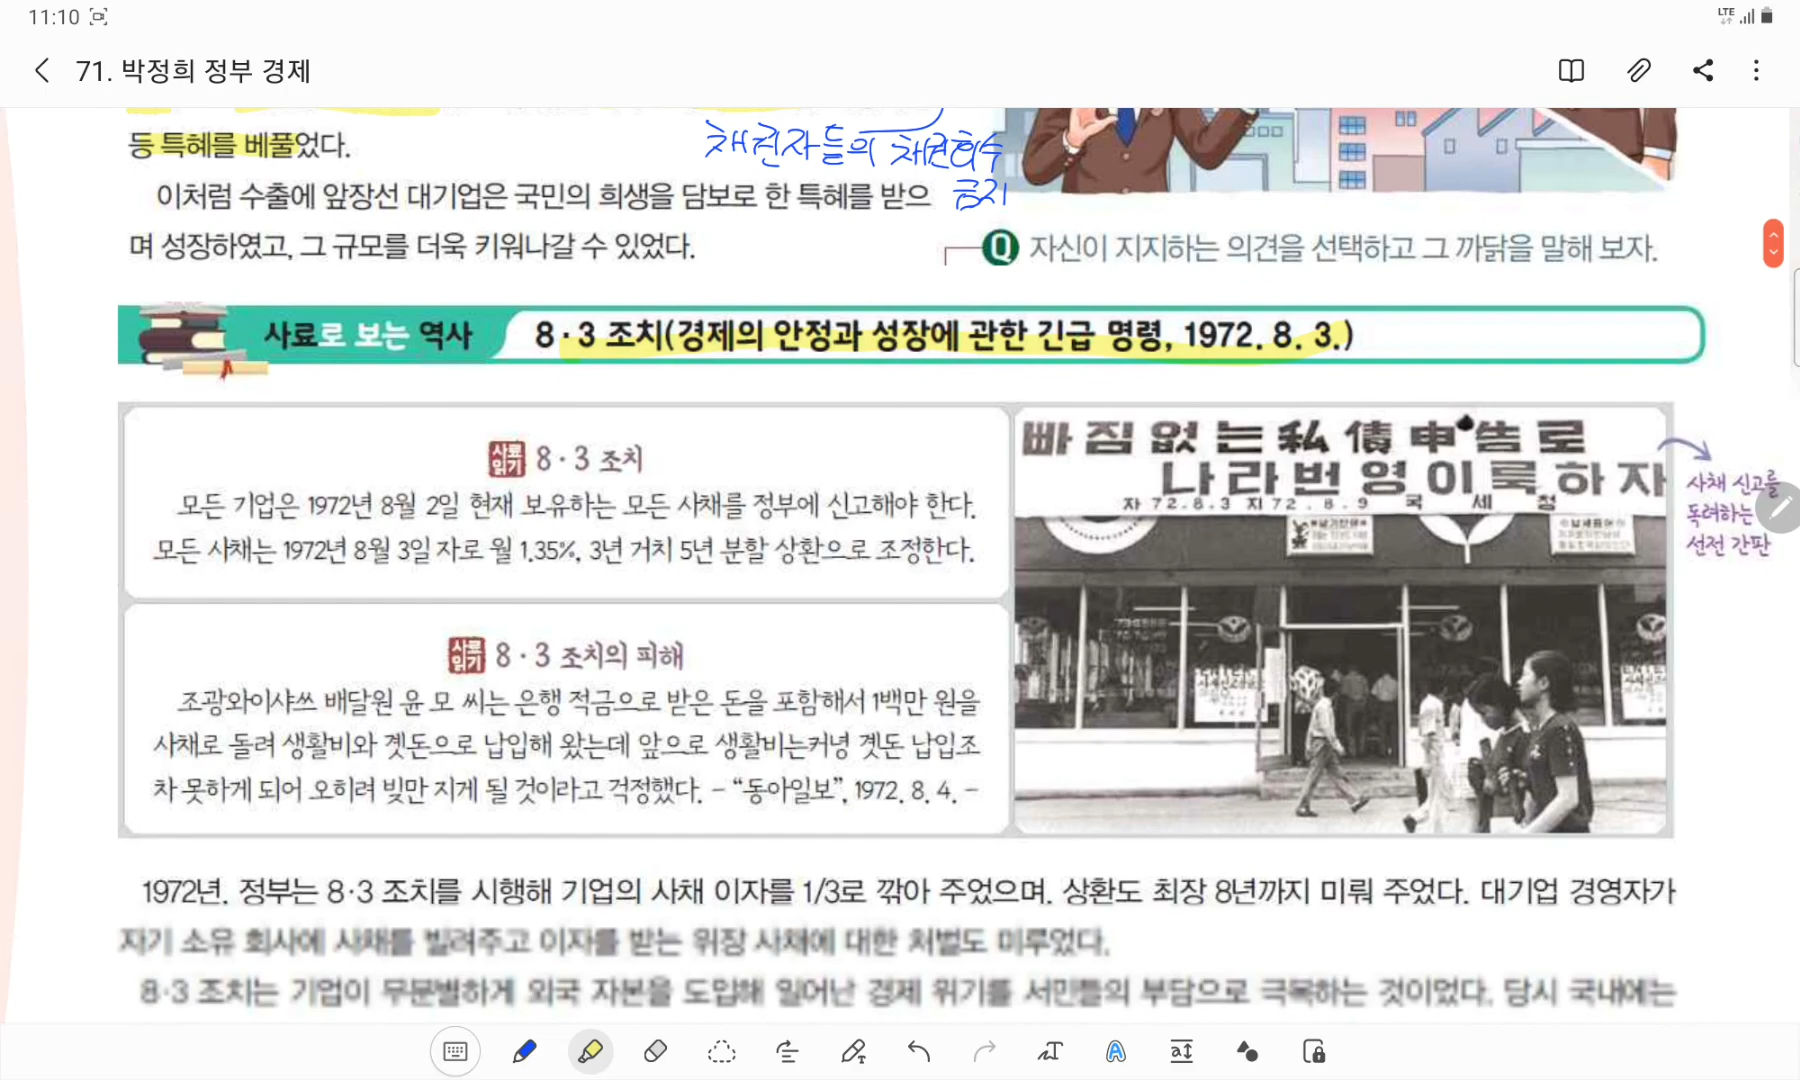 11:10
LTE
71. 박정희 정부 경제
등 특혜를 베풀었다.
채권자들의 채권회수
금지
이처럼 수출에 앞장선 대기업은 국민의 희생을 담보로 한 특혜를 받으
며 성장하였고, 그 규모를 더욱 키워나갈 수 있었다.
Q 자신이 지지하는 의견을 선택하고 그 까닭을 말해 보자.
사료로 보는 역사
8·3 조치(경제의 안정과 성장에 관한 긴급 명령, 1972. 8. 3.)
사료 읽기 8·3 조치
모든 기업은 1972년 8월 2일 현재 보유하는 모든 사채를 정부에 신고해야 한다.
모든 사채는 1972년 8월 3일 자로 월 1.35%, 3년 거치 5년 분할 상환으로 조정한다.
사료 읽기 8·3 조치의 피해
조광와이샤쓰 배달원 윤 모 씨는 은행 적금으로 받은 돈을 포함해서 1백만 원을
사채로 돌려 생활비와 곗돈으로 납입해 왔는데 앞으로 생활비는커녕 곗돈 납입조
차 못하게 되어 오히려 빚만 지게 될 것이라고 걱정했다. - “동아일보”, 1972. 8. 4. -
빠짐없는 私債申告로
나라번영이룩하자
자 72.8.3 지 72.8.9 국 세 청
사채 신고를
독려하는
선전 간판
1972년, 정부는 8·3 조치를 시행해 기업의 사채 이자를 1/3로 깎아 주었으며, 상환도 최장 8년까지 미뤄 주었다. 대기업 경영자가
자기 소유 회사에 사채를 빌려주고 이자를 받는 위장 사채에 대한 처벌도 미루었다.
8·3 조치는 기업이 무분별하게 외국 자본을 도입해 일어난 경제 위기를 서민들의 부담으로 극복하는 것이었다. 당시 국내에는